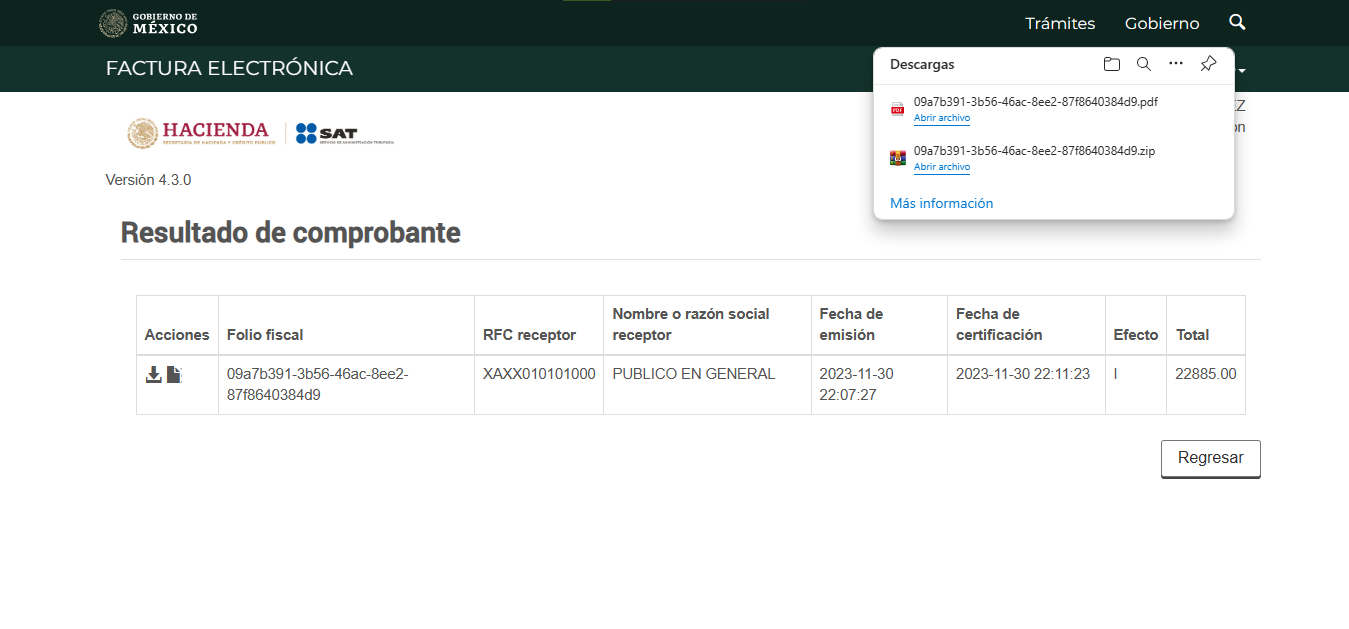 GOBIERNO DE
MÉXICO
Trámites
Gobierno
FACTURA ELECTRÓNICA
Descargas
09a7b391-3b56-46ac-8ee2-87f8640384d9.pdf
Abrir archivo
09a7b391-3b56-46ac-8ee2-87f8640384d9.zip
Abrir archivo
Más información
EZ
ón
HACIENDA
SECRETARÍA DE HACIENDA Y CRÉDITO PÚBLICO
SAT
SERVICIO DE ADMINISTRACIÓN TRIBUTARIA
Versión 4.3.0
Resultado de comprobante
Acciones
Folio fiscal
RFC receptor
Nombre o razón social
receptor
Fecha de
emisión
Fecha de
certificación
Efecto
Total
09a7b391-3b56-46ac-8ee2-
87f8640384d9
XAXX010101000
PUBLICO EN GENERAL
2023-11-30
22:07:27
2023-11-30 22:11:23
I
22885.00
Regresar